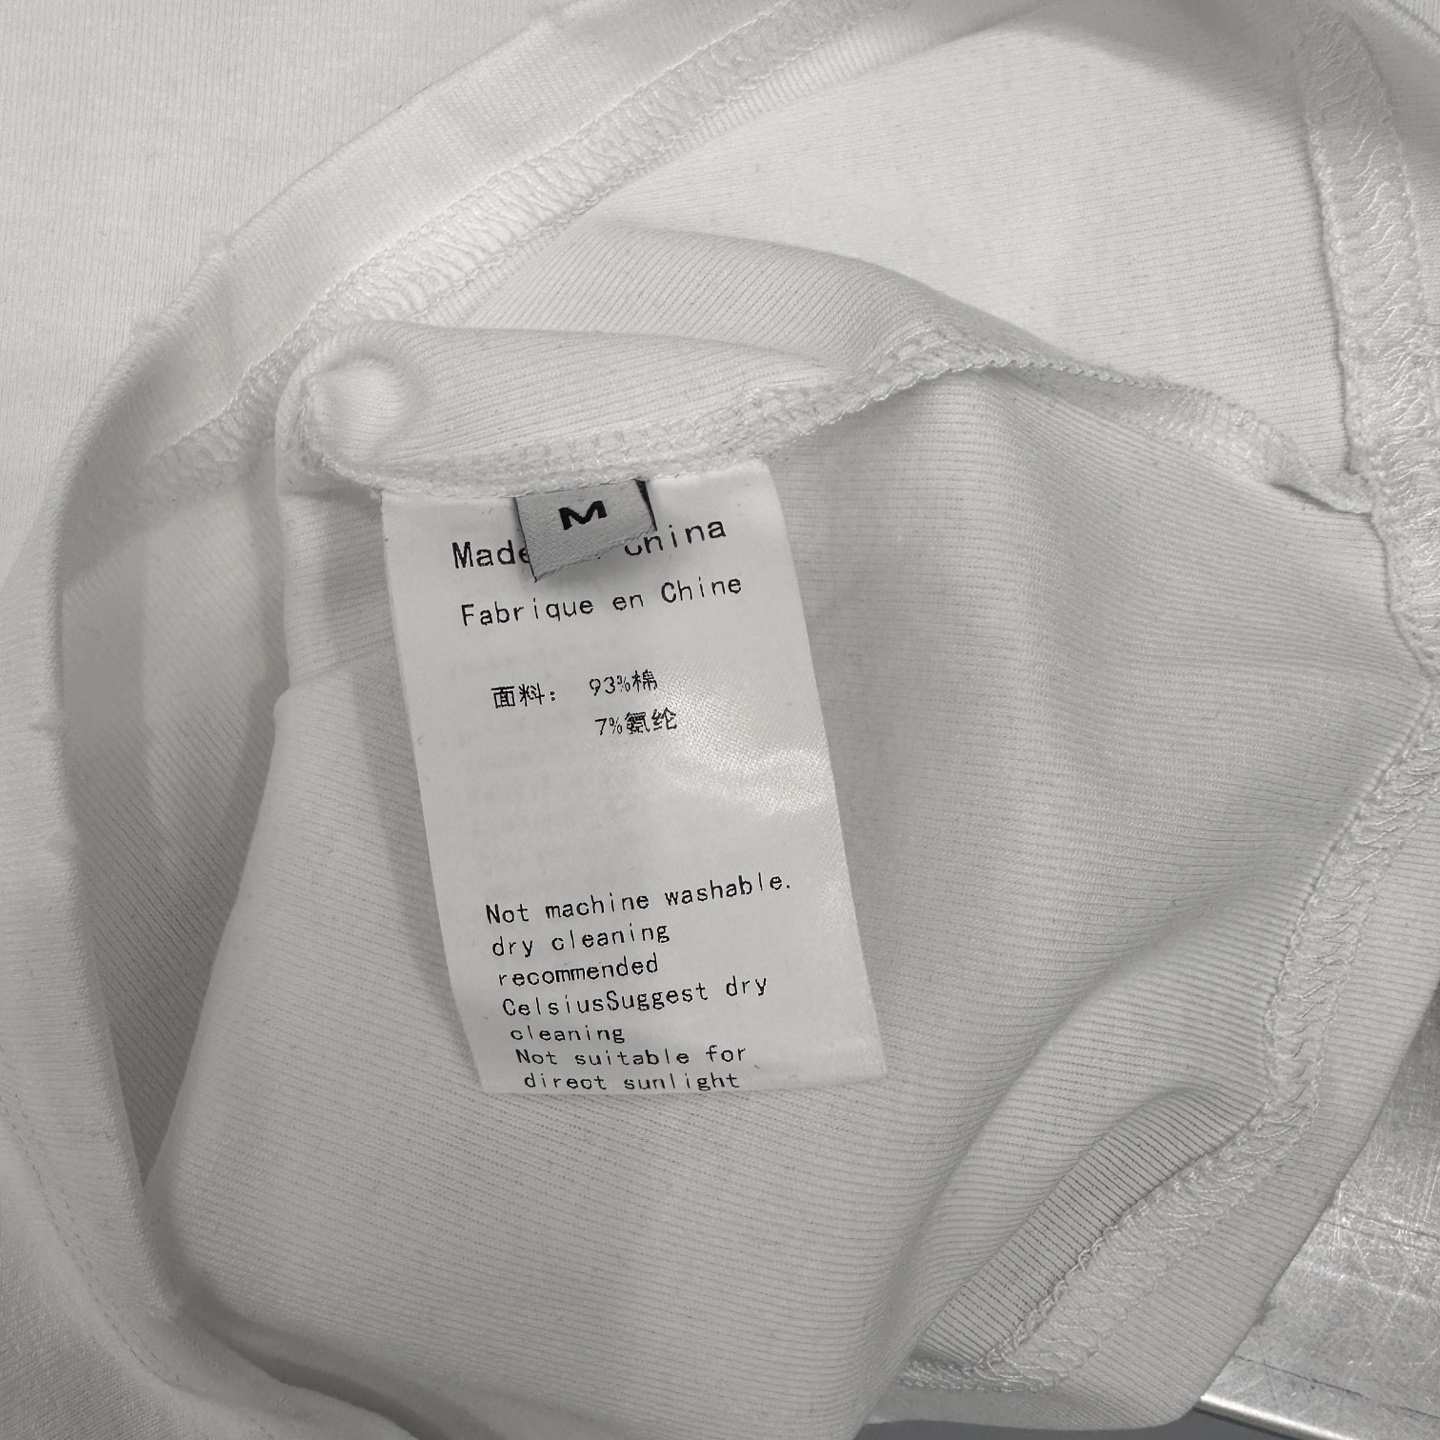 M
Made China
Fabrique en Chine
面料： 93%棉
7%氨纶
Not machine washable.
dry cleaning
recommended
CelsiusSuggest dry
cleaning
Not suitable for
direct sunlight